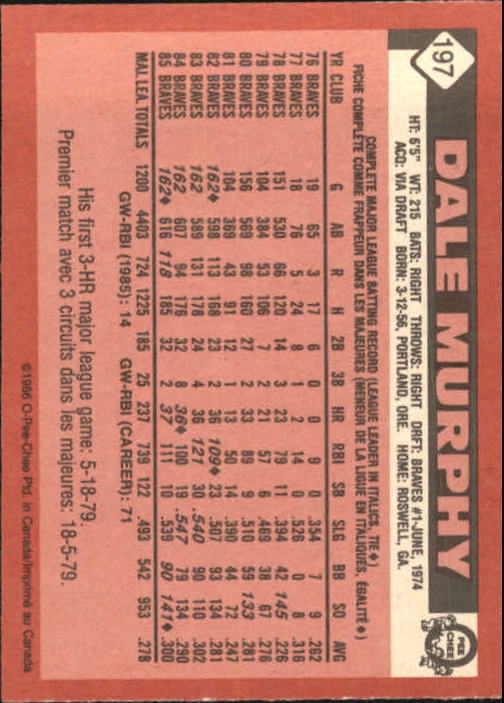 197
DALE MURPHY
O PEE CHEE
HT: 6'5" WT: 215 BATS: RIGHT THROWS: RIGHT DRFT: BRAVES #1-JUNE, 1974
ACQ: VIA DRAFT BORN: 3-12-56, PORTLAND, ORE. HOME: ROSWELL, GA.
COMPLETE MAJOR LEAGUE BATTING RECORD (LEAGUE LEADER IN ITALICS, TIE♦)
FICHE COMPLÈTE COMME FRAPPEUR DANS LES MAJEURES (MENEUR DE LA LIGUE EN ITALIQUES, ÉGALITÉ♦)
YR CLUB G AB R H 2B 3B HR RBI SB SLG BB SO AVG
76 BRAVES 19 65 3 17 6 0 0 9 0 .354 7 9 .262
77 BRAVES 18 76 5 24 8 1 2 14 0 .526 0 8 .316
78 BRAVES 151 530 66 120 14 3 23 79 11 .394 42 145 .226
79 BRAVES 104 384 53 106 7 2 21 57 6 .469 38 67 .276
80 BRAVES 156 569 98 160 27 2 33 89 9 .510 59 133 .281
81 BRAVES 104 369 43 91 12 1 13 50 14 .390 44 72 .247
82 BRAVES 162♦ 598 113 168 23 2 36 109♦ 23 .507 93 134 .281
83 BRAVES 162 589 131 178 24 4 36 121 30 .540 90 110 .302
84 BRAVES 162 607 94 176 32 8 36♦ 100 19 .547 79 134 .290
85 BRAVES 162♦ 616 118 185 32 2 37 111 10 .539 90 141♦ .300
MAJ. LEA. TOTALS 1200 4403 724 1225 185 25 237 739 122 .493 542 953 .278
GW-RBI (1985): 14 GW-RBI (CAREER): 71
His first 3-HR major league game: 5-18-79.
Premier match avec 3 circuits dans les majeures: 18-5-79.
©1986 O-Pee-Chee Ptd. in Canada/Imprimé au Canada